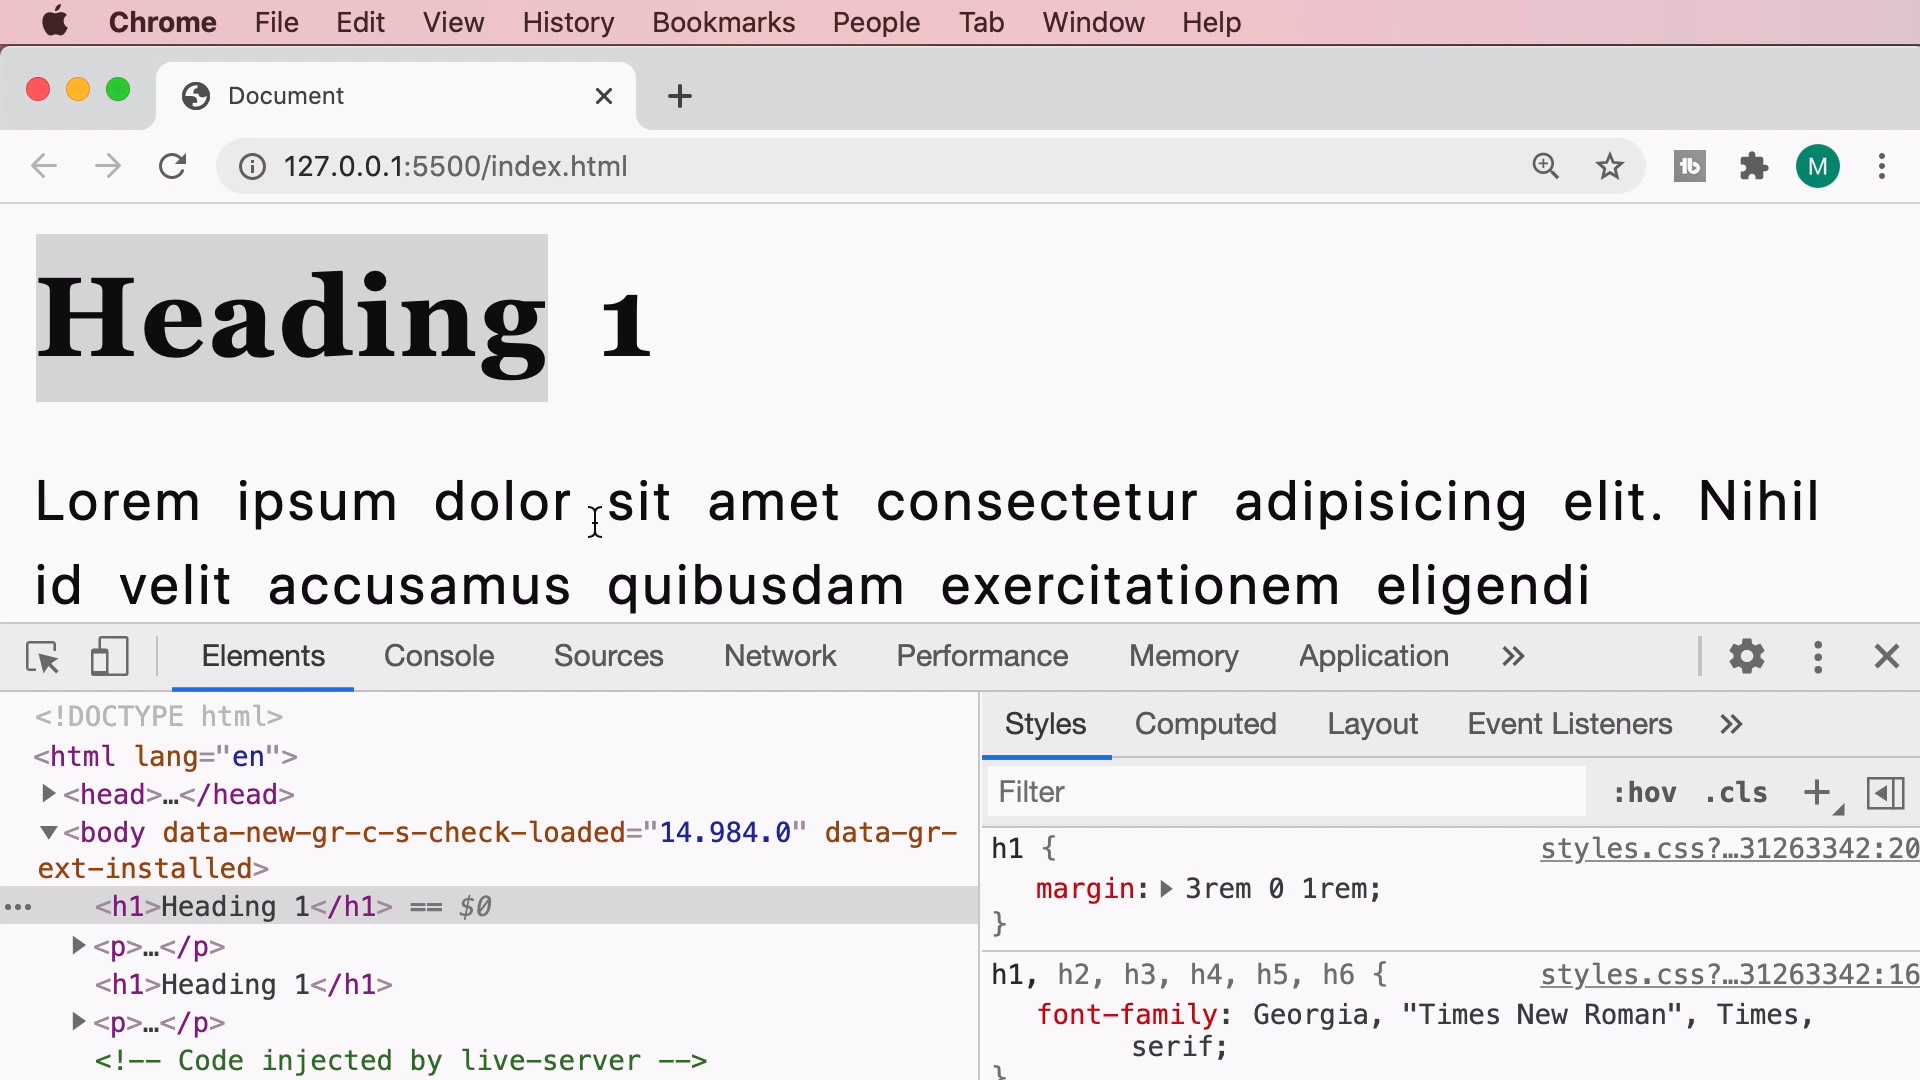 Chrome File Edit View History Bookmarks People Tab Window Help
Document
127.0.0.1:5500/index.html
M
Heading 1
Lorem ipsum dolor sit amet consectetur adipisicing elit. Nihil
id velit accusamus quibusdam exercitationem eligendi
Elements Console Sources Network Performance Memory Application »
<!DOCTYPE html>
<html lang="en">
<head>…</head>
<body data-new-gr-c-s-check-loaded="14.984.0" data-gr-
ext-installed>
<h1>Heading 1</h1> == $0
<p>…</p>
<h1>Heading 1</h1>
<p>…</p>
<!-- Code injected by live-server -->
Styles Computed Layout Event Listeners »
Filter :hov .cls
h1 { styles.css?…31263342:20
margin: 3rem 0 1rem;
}
h1, h2, h3, h4, h5, h6 { styles.css?…31263342:16
font-family: Georgia, "Times New Roman", Times,
serif;
}